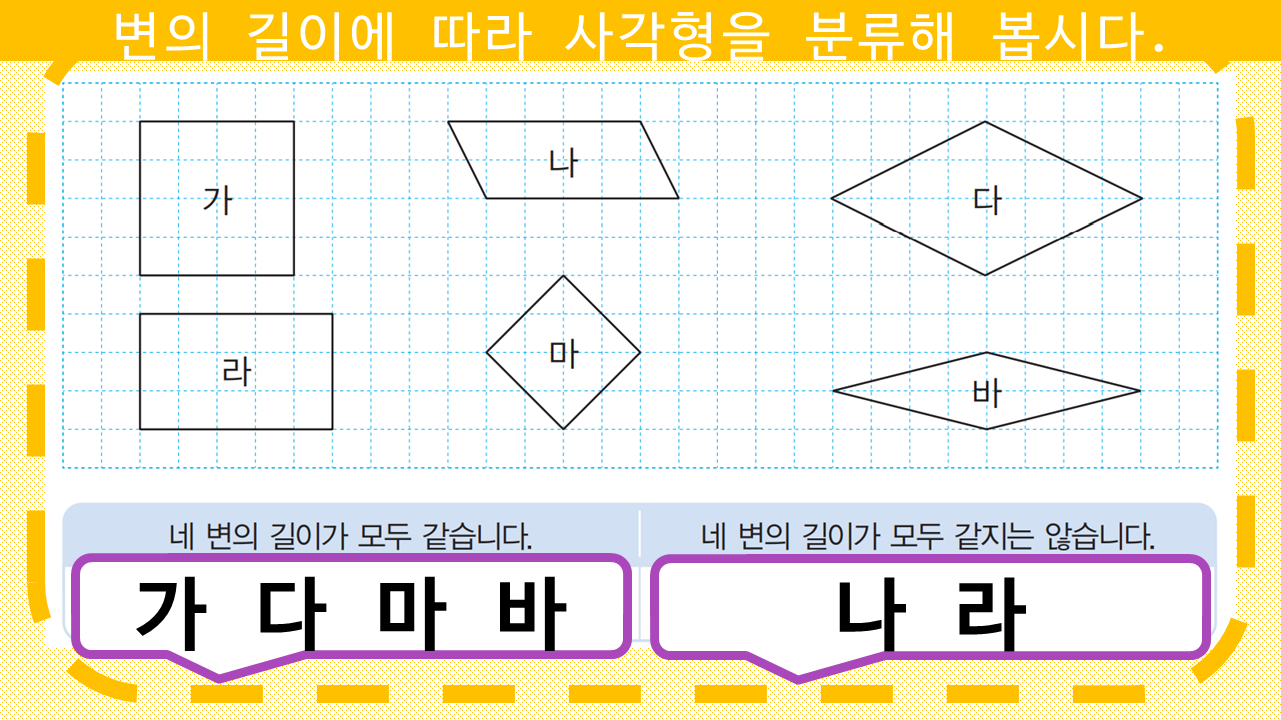 변의 길이에 따라 사각형을 분류해 봅시다.
가
나
다
라
마
바
네 변의 길이가 모두 같습니다.
네 변의 길이가 모두 같지는 않습니다.
가 다 마 바
나 라